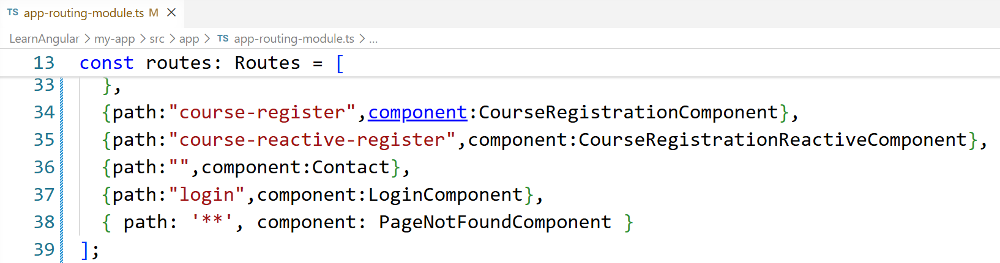 TS app-routing-module.ts M ×
LearnAngular > my-app > src > app > TS app-routing-module.ts > ...
13 const routes: Routes = [
33 },
34 {path:"course-register",component:CourseRegistrationComponent},
35 {path:"course-reactive-register",component:CourseRegistrationReactiveComponent},
36 {path:"",component:Contact},
37 {path:"login",component:LoginComponent},
38 { path: '**', component: PageNotFoundComponent }
39 ];